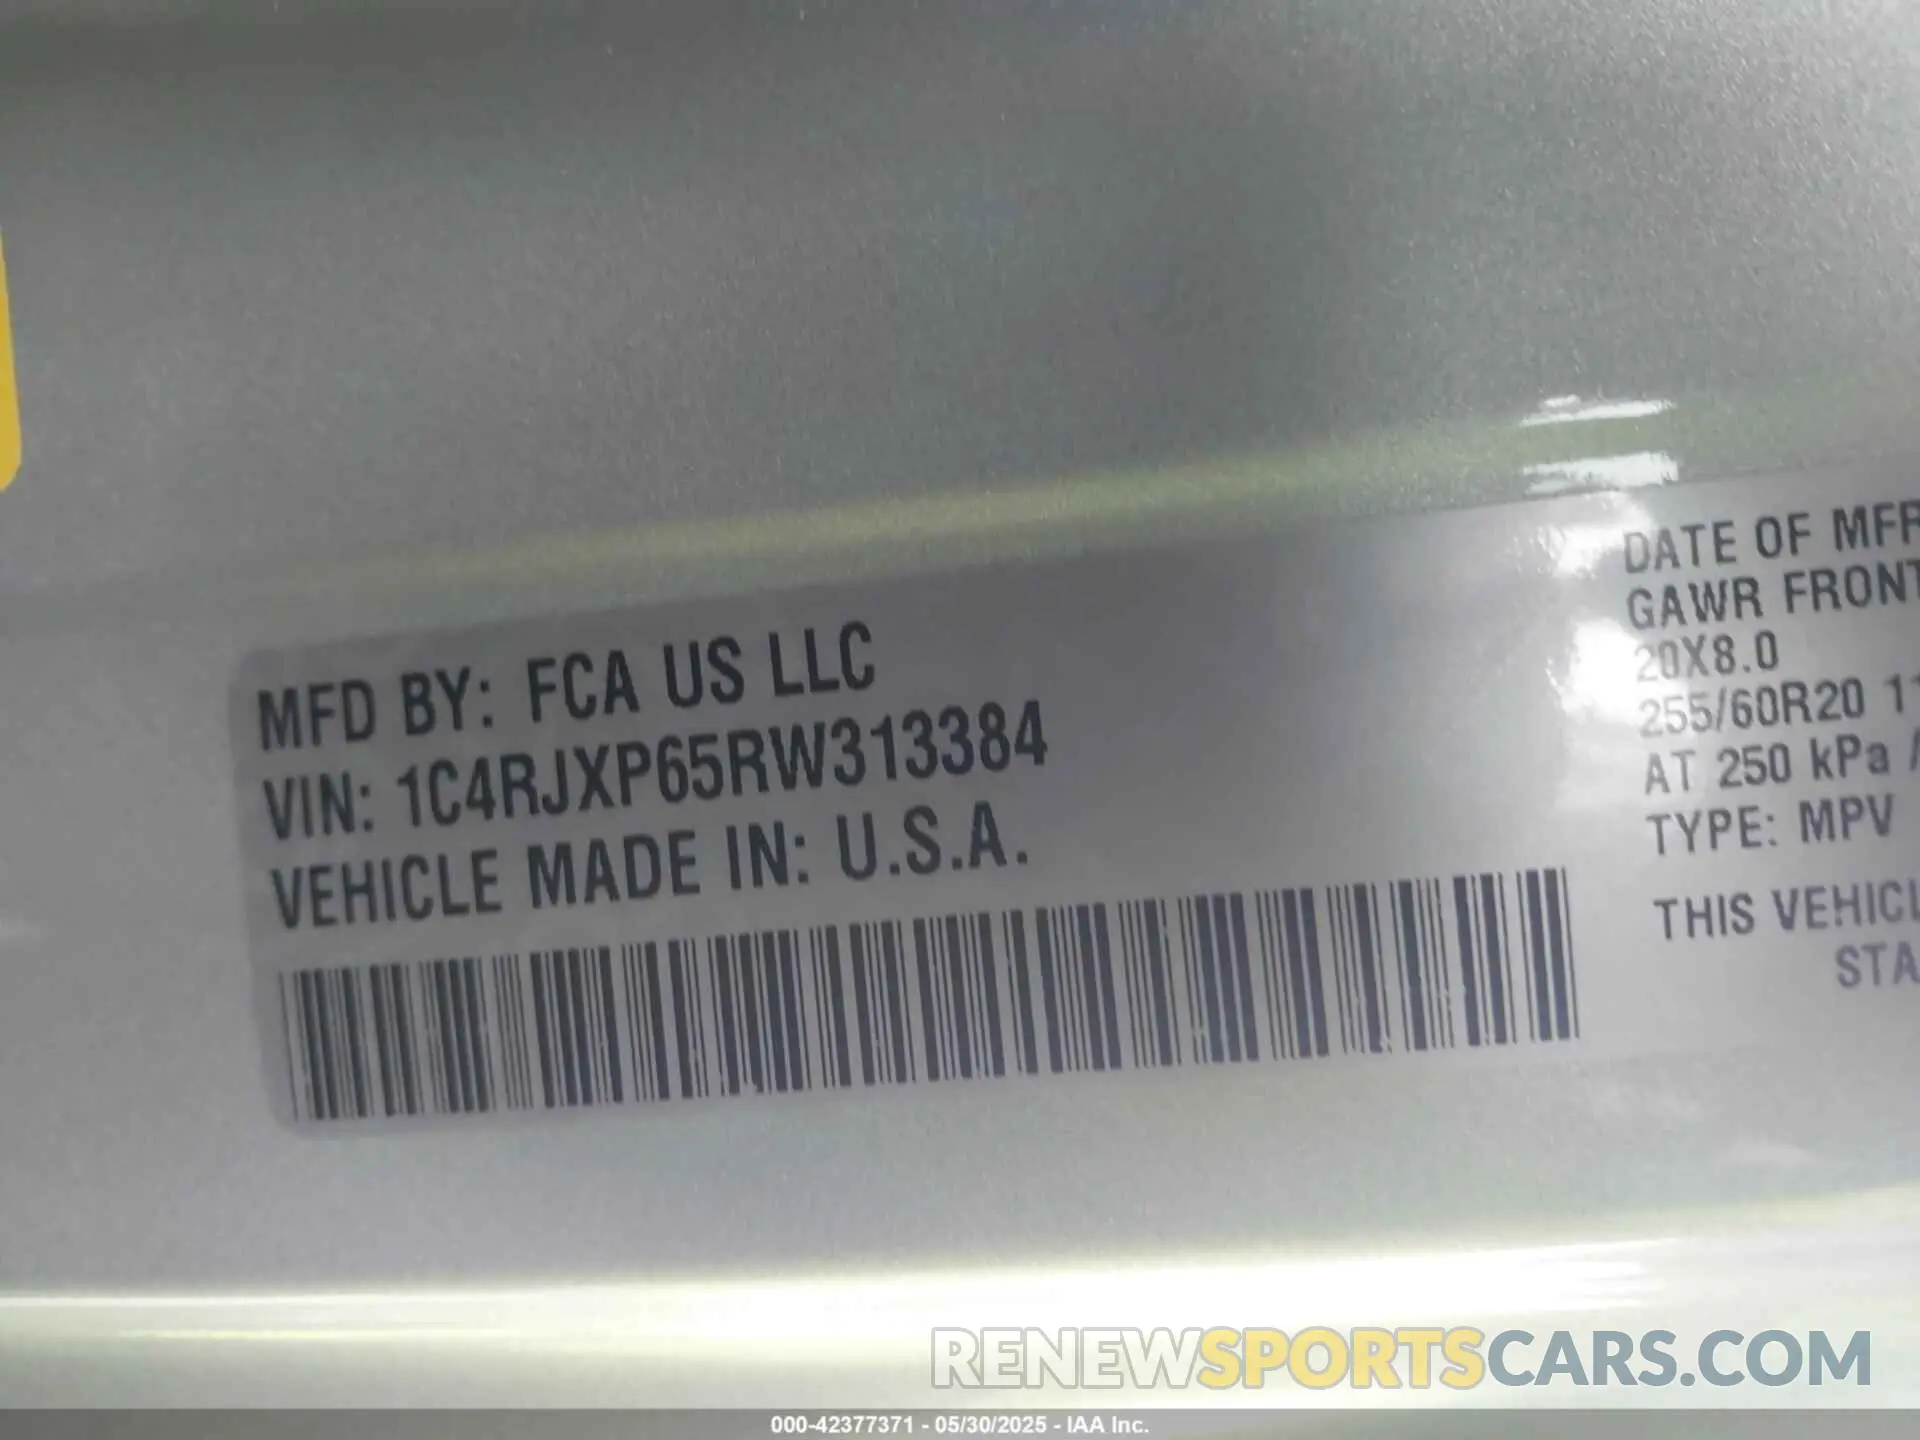 MFD BY: FCA US LLC
VIN: 1C4RJXP65RW313384
VEHICLE MADE IN: U.S.A.
DATE OF MFR
GAWR FRONT
20X8.0
255/60R20 11
AT 250 kPa /
TYPE: MPV
THIS VEHICL
STA
RENEWSPORTSCARS.COM
000-42377371 - 05/30/2025 - IAA Inc.